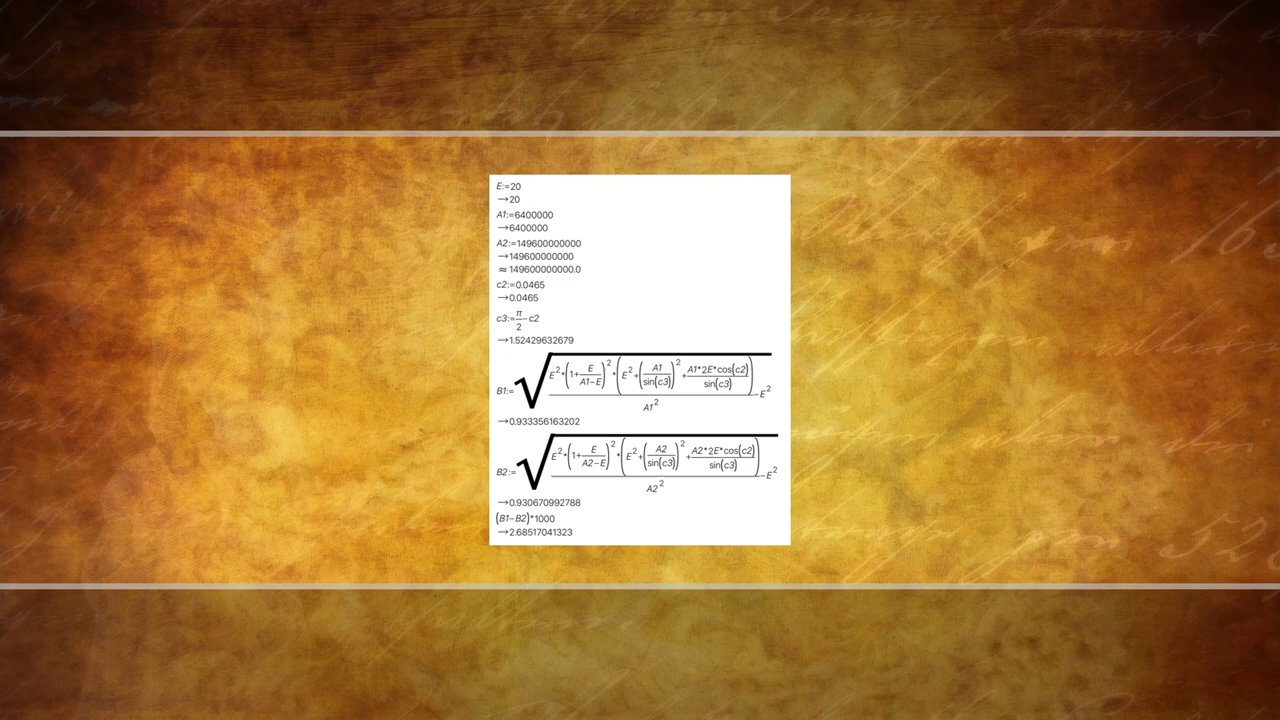 E:=20
→20
A1:=6400000
→6400000
A2:=149600000000
→149600000000
≈ 149600000000.0
c2:=0.0465
→0.0465
c3:=π/2−c2
→1.52429632679
B1:=√(E²*(1+E/(A1−E))²*(E²+(A1/sin(c3))²+A1*2E*cos(c2)/sin(c3))/A1²−E²)
→0.933356163202
B2:=√(E²*(1+E/(A2−E))²*(E²+(A2/sin(c3))²+A2*2E*cos(c2)/sin(c3))/A2²−E²)
→0.930670992788
(B1−B2)*1000
→2.68517041323